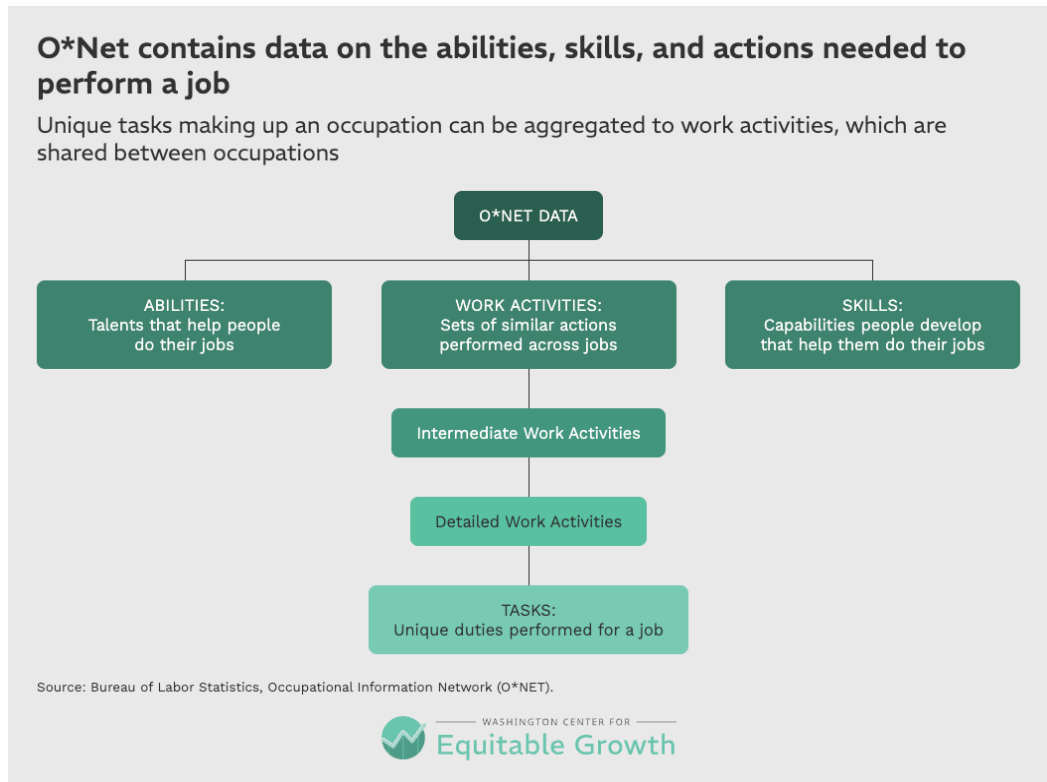 O*Net contains data on the abilities, skills, and actions needed to
perform a job
Unique tasks making up an occupation can be aggregated to work activities, which are
shared between occupations
O*NET DATA
ABILITIES:
Talents that help people
do their jobs
WORK ACTIVITIES:
Sets of similar actions
performed across jobs
SKILLS:
Capabilities people develop
that help them do their jobs
Intermediate Work Activities
Detailed Work Activities
TASKS:
Unique duties performed for a job
Source: Bureau of Labor Statistics, Occupational Information Network (O*NET).
WASHINGTON CENTER FOR
Equitable Growth